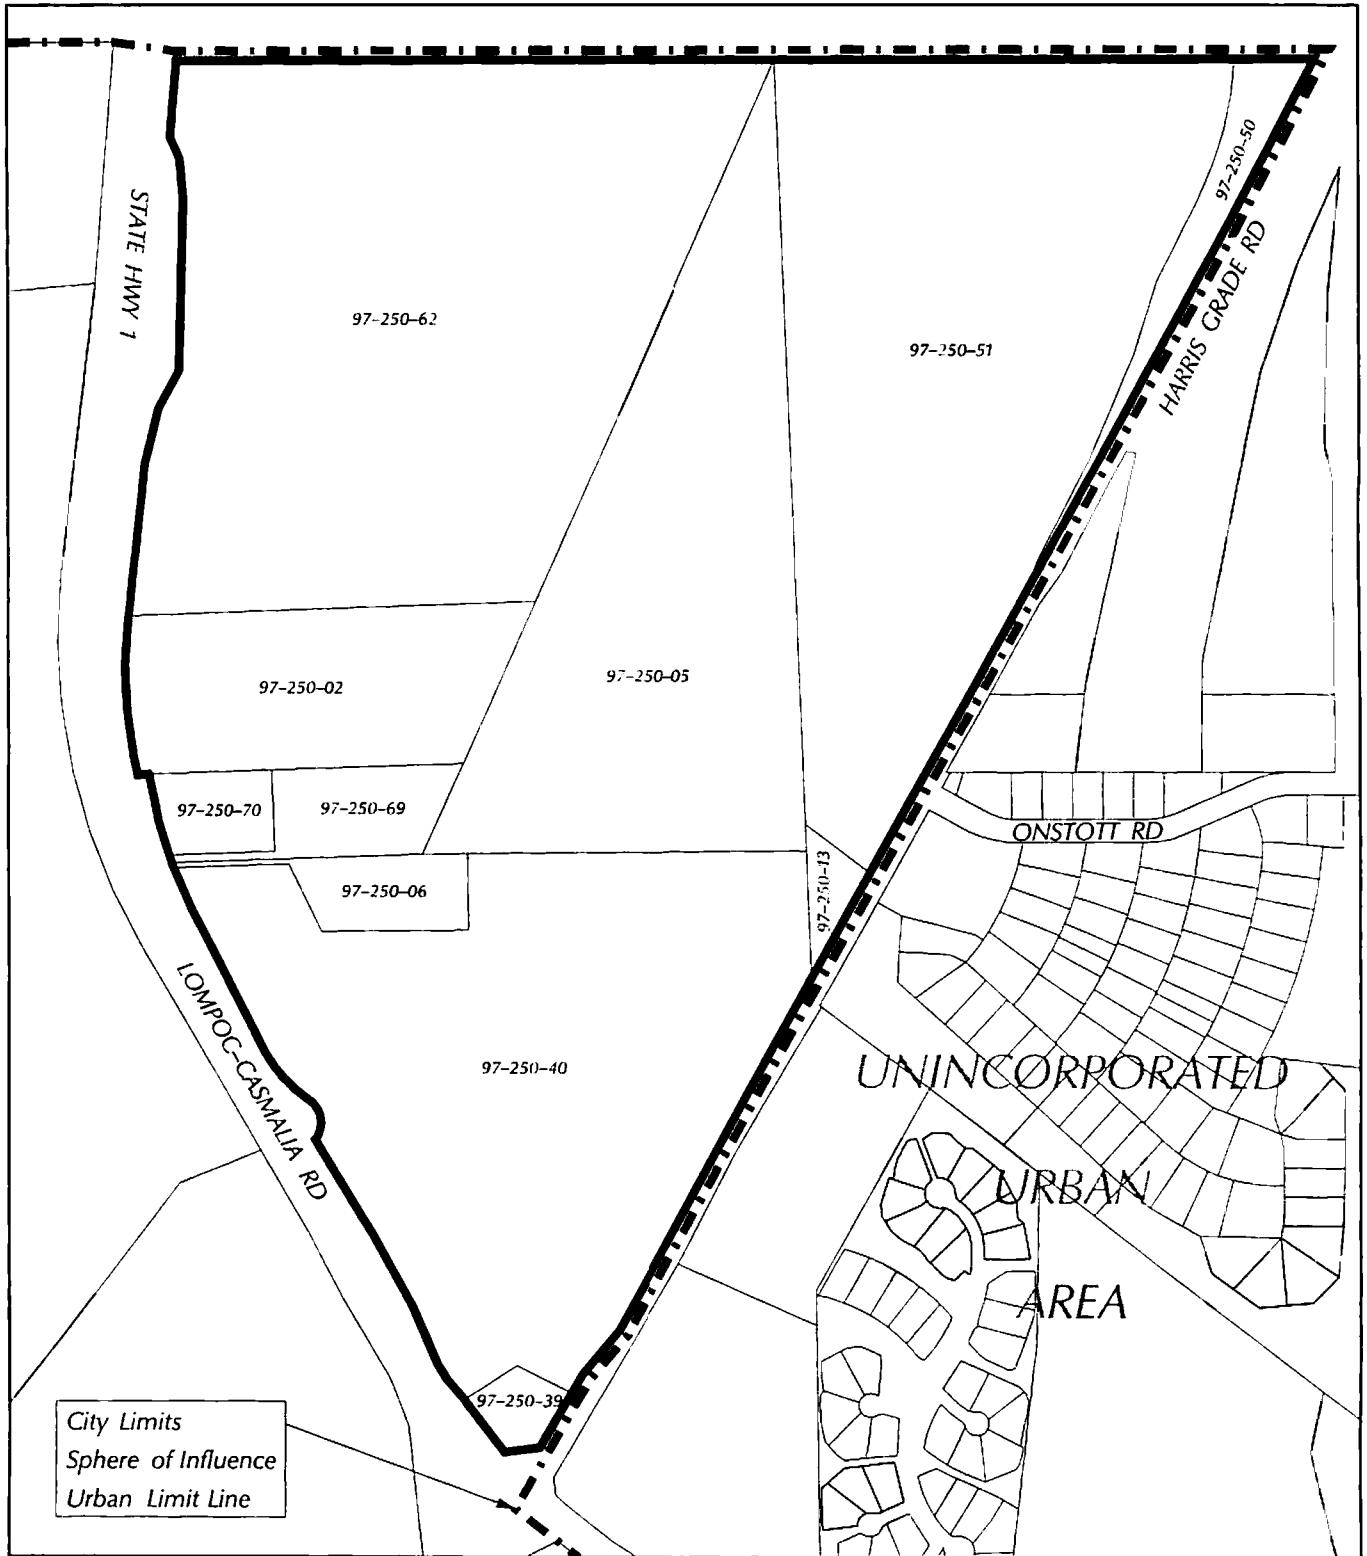 97-250-50
STATE HWY 1
HARRIS GRADE RD
97-250-62
97-250-51
97-250-05
97-250-02
97-250-70
97-250-69
ONSTOTT RD
97-250-13
97-250-06
LOMPOC-CASMALIA RD
97-250-40
UNINCORPORATED
URBAN
AREA
97-250-39
City Limits
Sphere of Influence
Urban Limit Line